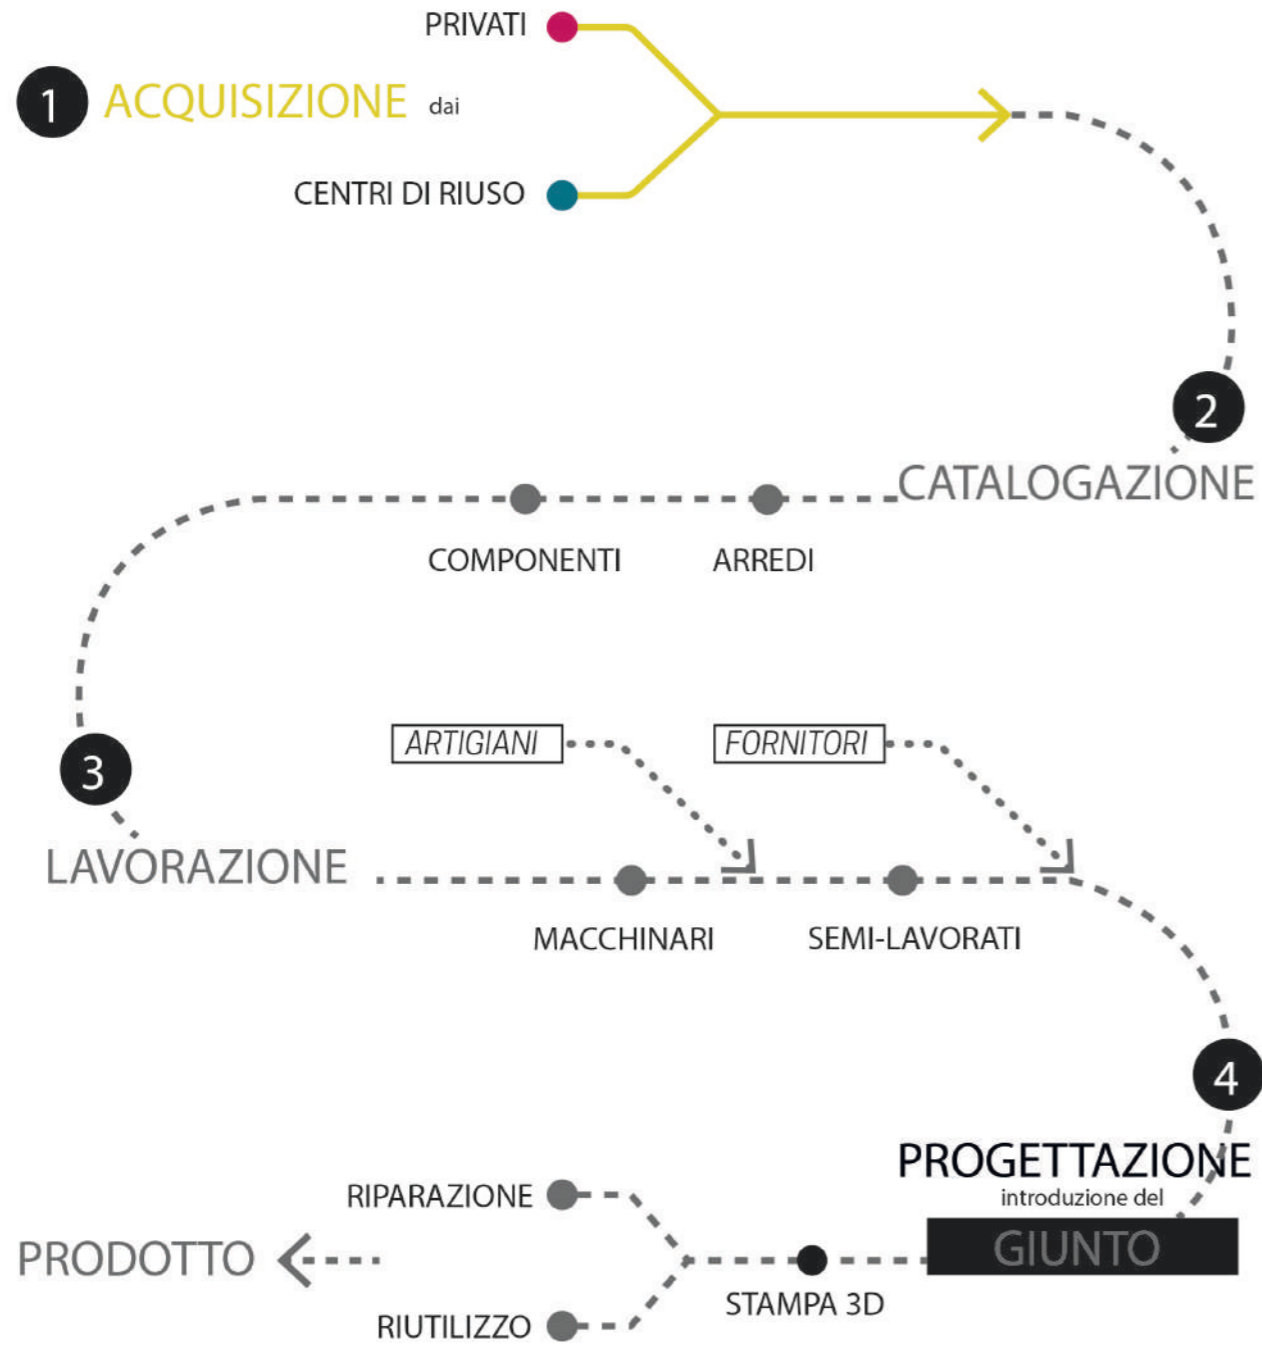 PRIVATI
1 ACQUISIZIONE dai
CENTRI DI RIUSO
2
CATALOGAZIONE
COMPONENTI ARREDI
ARTIGIANI FORNITORI
3
LAVORAZIONE
MACCHINARI SEMI-LAVORATI
4
PROGETTAZIONE
introduzione del
RIPARAZIONE
GIUNTO
PRODOTTO
STAMPA 3D
RIUTILIZZO